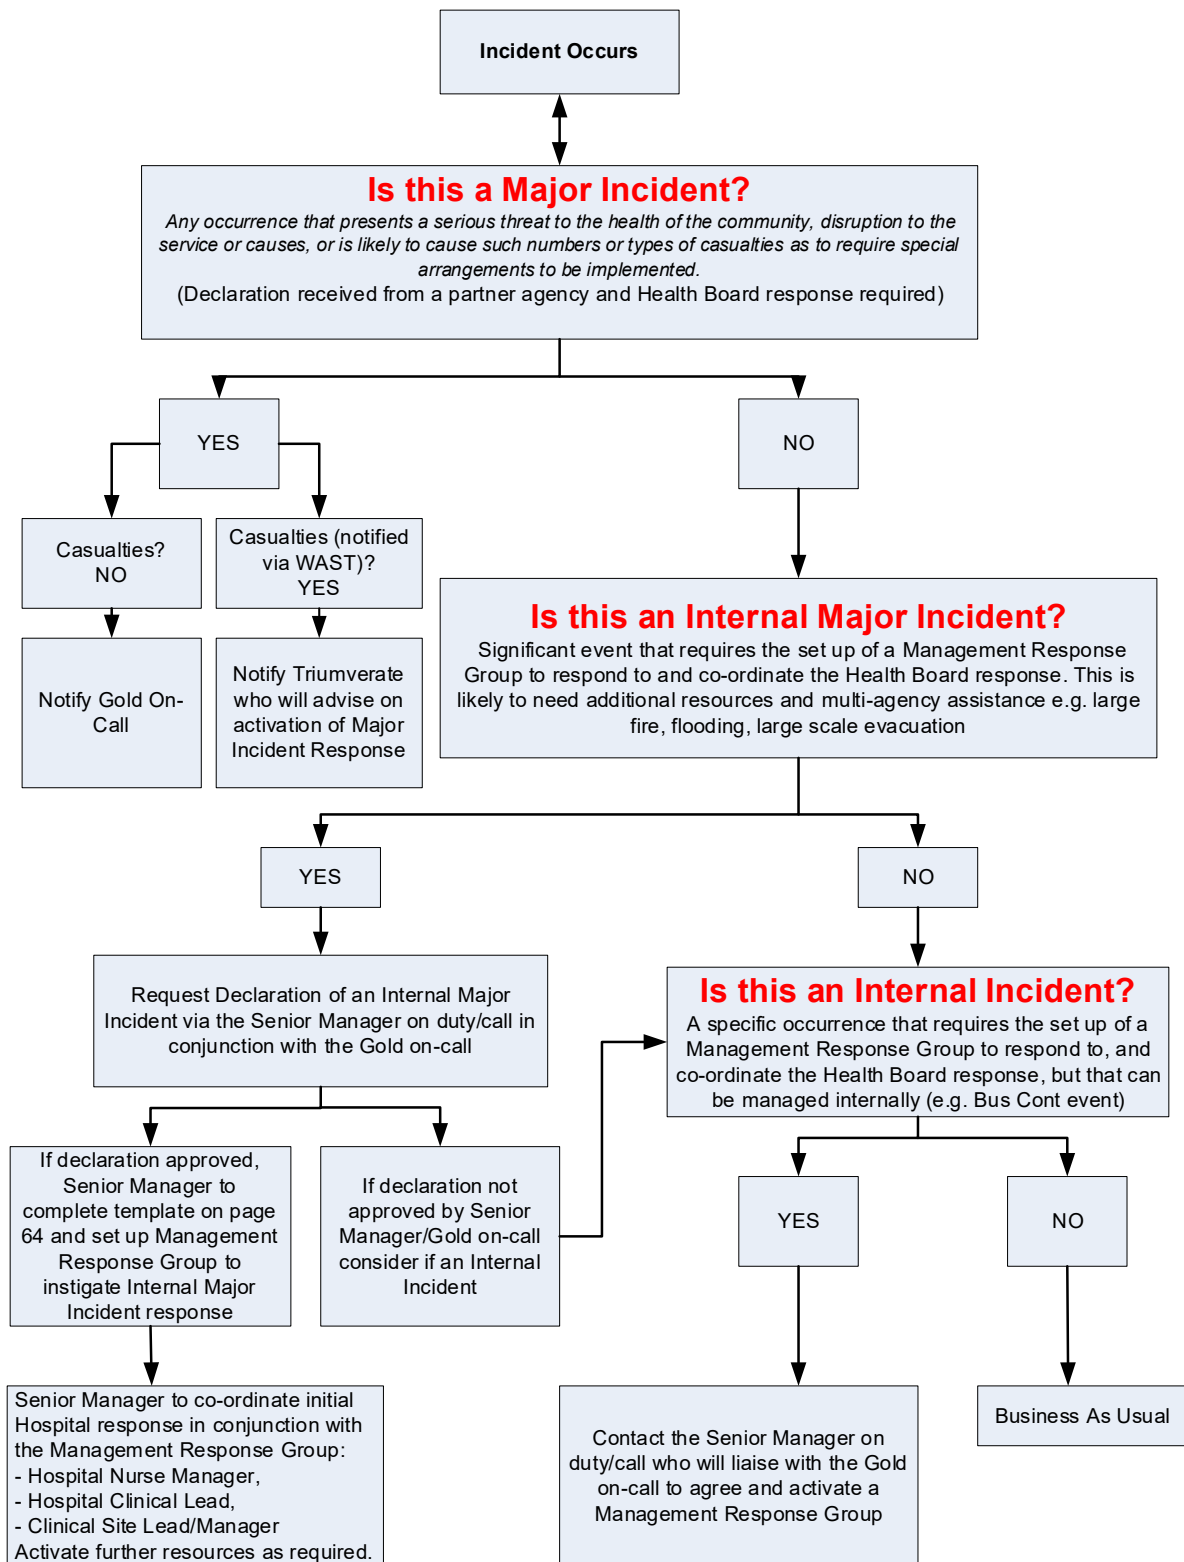 Incident Occurs
Is this a Major Incident?
Any occurrence that presents a serious threat to the health of the community, disruption to the
service or causes, or is likely to cause such numbers or types of casualties as to require special
arrangements to be implemented.
(Declaration received from a partner agency and Health Board response required)
YES
NO
Casualties?
NO
Casualties (notified
via WAST)?
YES
Notify Gold On-
Call
Notify Triumverate
who will advise on
activation of Major
Incident Response
Is this an Internal Major Incident?
Significant event that requires the set up of a Management Response
Group to respond to and co-ordinate the Health Board response. This is
likely to need additional resources and multi-agency assistance e.g. large
fire, flooding, large scale evacuation
YES
NO
Request Declaration of an Internal Major
Incident via the Senior Manager on duty/call in
conjunction with the Gold on-call
Is this an Internal Incident?
A specific occurrence that requires the set up of a
Management Response Group to respond to, and
co-ordinate the Health Board response, but that can
be managed internally (e.g. Bus Cont event)
If declaration approved,
Senior Manager to
complete template on page
64 and set up Management
Response Group to
instigate Internal Major
Incident response
If declaration not
approved by Senior
Manager/Gold on-call
consider if an Internal
Incident
YES
NO
Senior Manager to co-ordinate initial
Hospital response in conjunction with
the Management Response Group:
- Hospital Nurse Manager,
- Hospital Clinical Lead,
- Clinical Site Lead/Manager
Activate further resources as required.
Contact the Senior Manager on
duty/call who will liaise with the Gold
on-call to agree and activate a
Management Response Group
Business As Usual